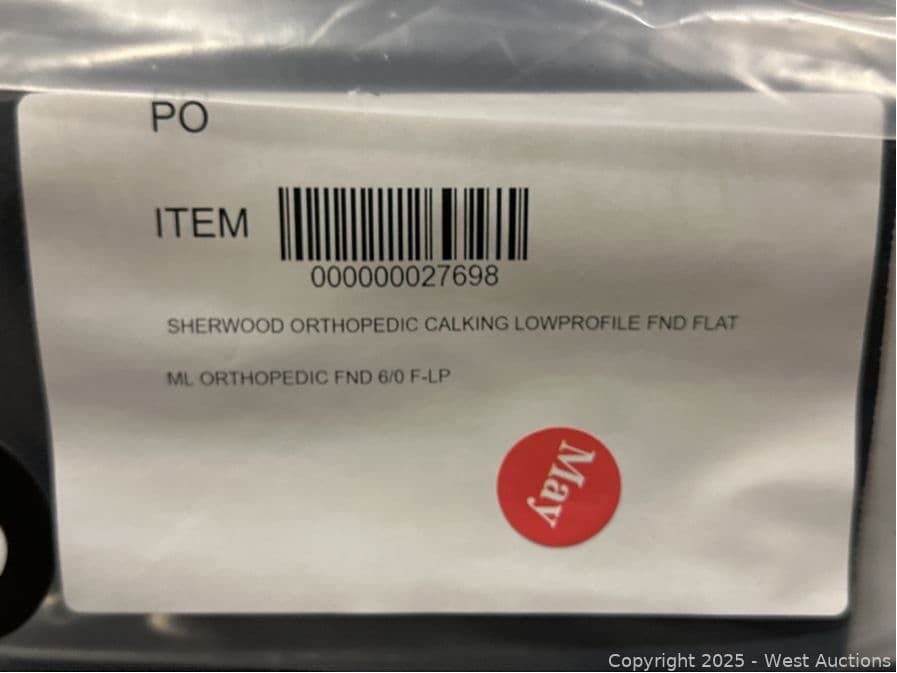 PO
ITEM
000000027698
SHERWOOD ORTHOPEDIC CALKING LOWPROFILE FND FLAT
ML ORTHOPEDIC FND 6/0 F-LP
May
Copyright 2025 - West Auctions